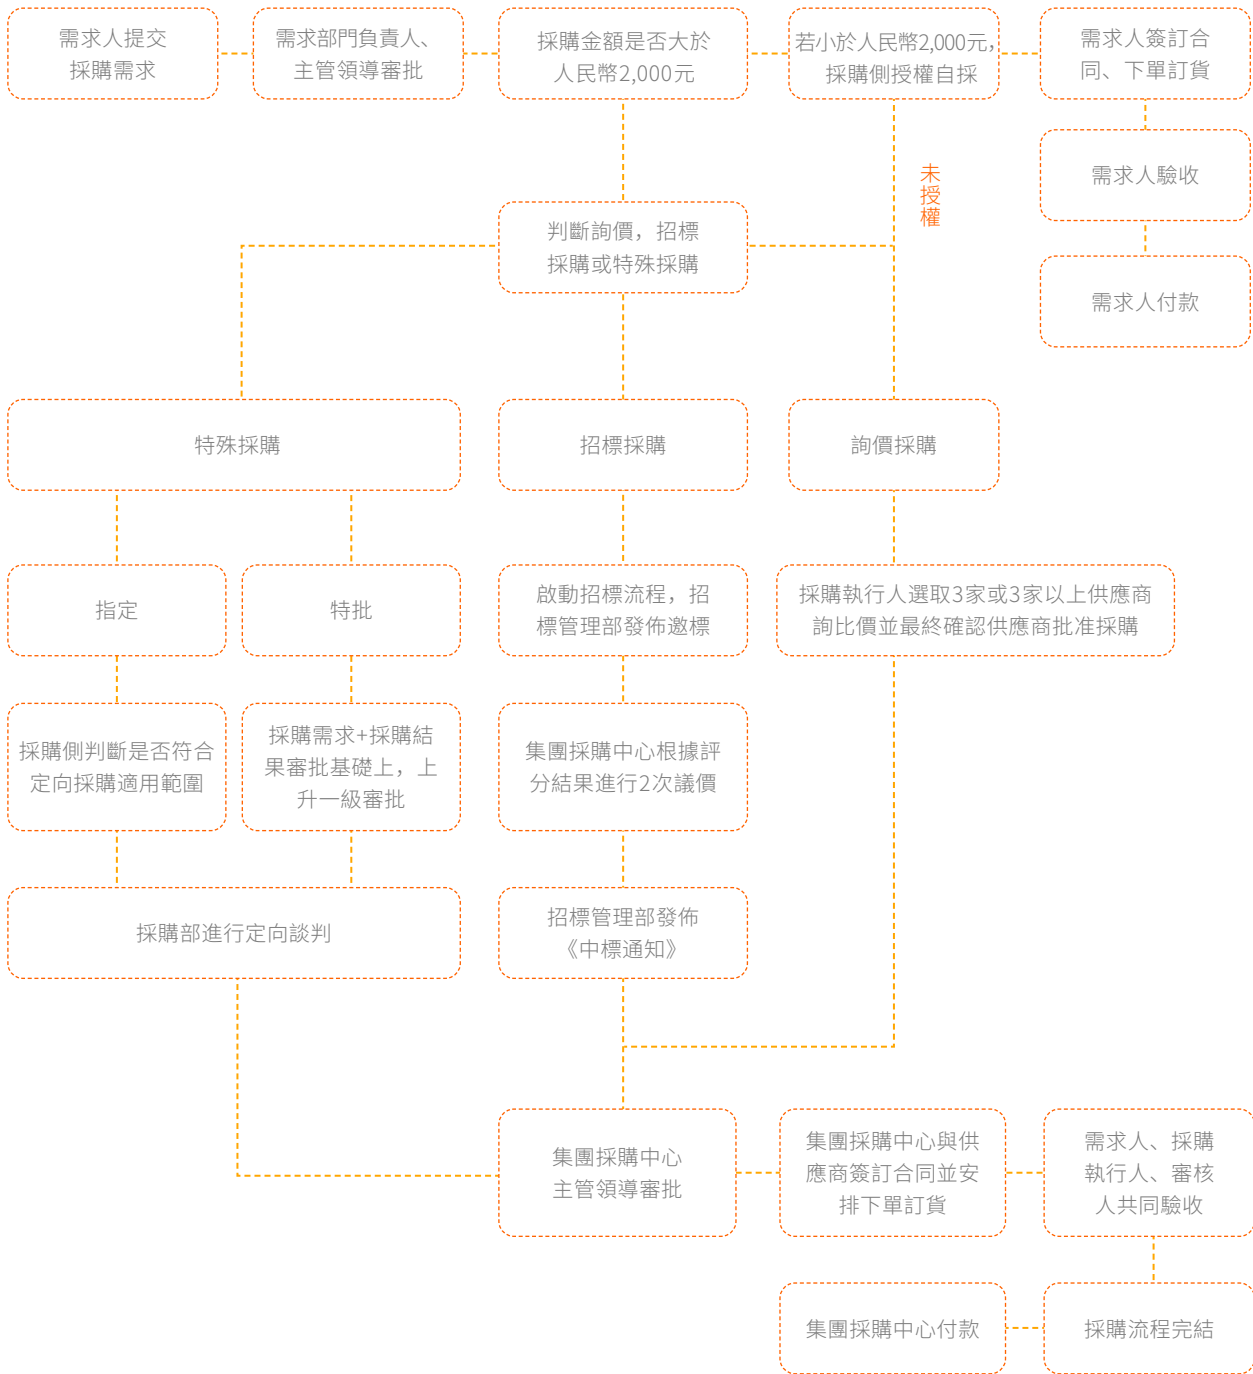 需求人提交
採購需求
需求部門負責人、
主管領導審批
採購金額是否大於
人民幣2,000元
若小於人民幣2,000元，
採購側授權自採
需求人簽訂合
同、下單訂貨
需求人驗收
需求人付款
未授權
判斷詢價，招標
採購或特殊採購
特殊採購
招標採購
詢價採購
指定
特批
啟動招標流程，招
標管理部發佈邀標
採購執行人選取3家或3家以上供應商
詢比價並最終確認供應商批准採購
採購側判斷是否符合
定向採購適用範圍
採購需求+採購結
果審批基礎上，上
升一級審批
集團採購中心根據評
分結果進行2次議價
採購部進行定向談判
招標管理部發佈
《中標通知》
集團採購中心
主管領導審批
集團採購中心與供
應商簽訂合同並安
排下單訂貨
需求人、採購
執行人、審核
人共同驗收
集團採購中心付款
採購流程完結